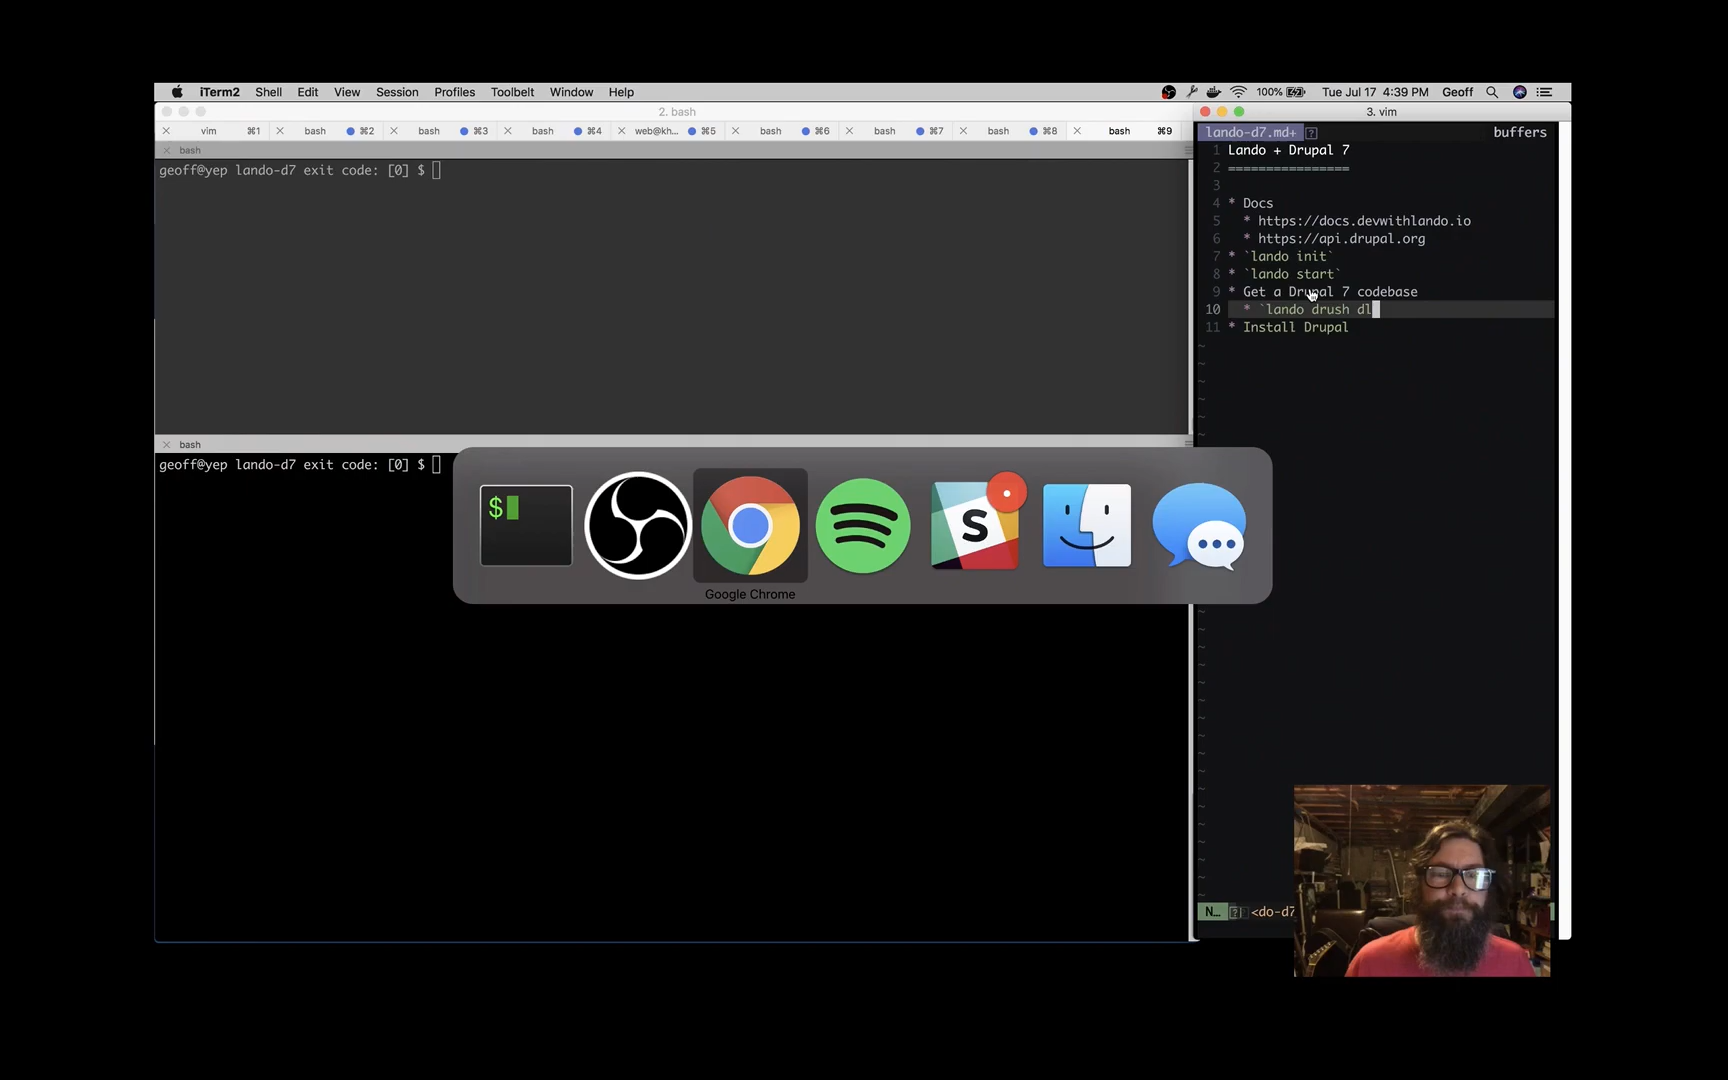 iTerm2 Shell Edit View Session Profiles Toolbelt Window Help 100% Tue Jul 17 4:39 PM Geoff
2. bash
vim ⌘1 bash ⌘2 bash ⌘3 bash ⌘4 web@kh... ⌘5 bash ⌘6 bash ⌘7 bash ⌘8 bash ⌘9
bash
geoff@yep lando-d7 exit code: [0] $
bash
geoff@yep lando-d7 exit code: [0] $
3. vim
lando-d7.md+ [?] buffers
1 Lando + Drupal 7
2 ================
3
4 * Docs
5 * https://docs.devwithlando.io
6 * https://api.drupal.org
7 * `lando init`
8 * `lando start`
9 * Get a Drupal 7 codebase
10 * `lando drush dl
11 * Install Drupal
$
S
Google Chrome
N... <do-d7